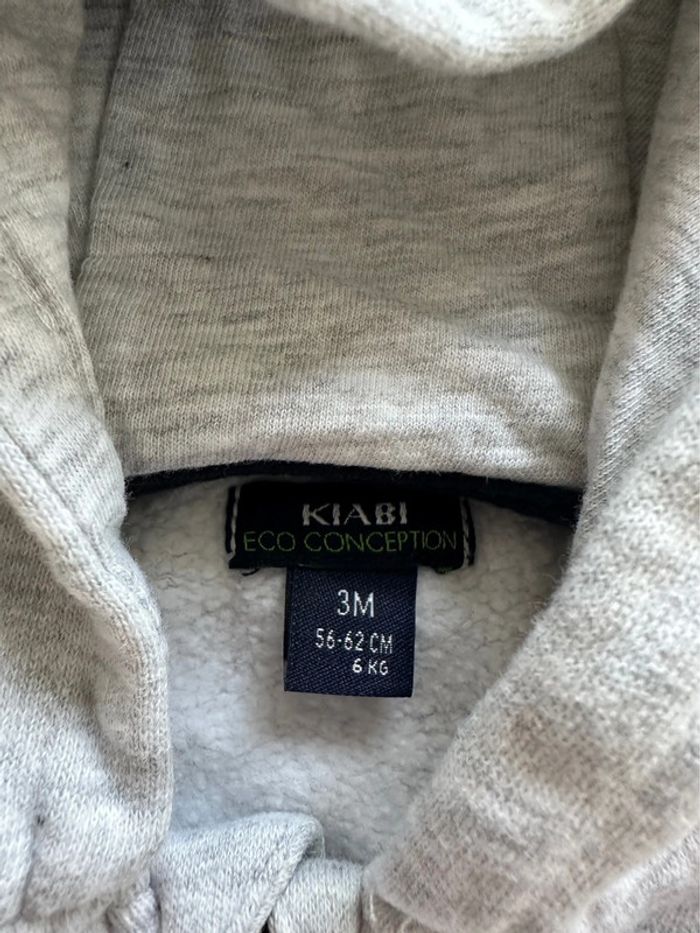 KIABI
ECO CONCEPTION
3M
56-62 CM
6 KG